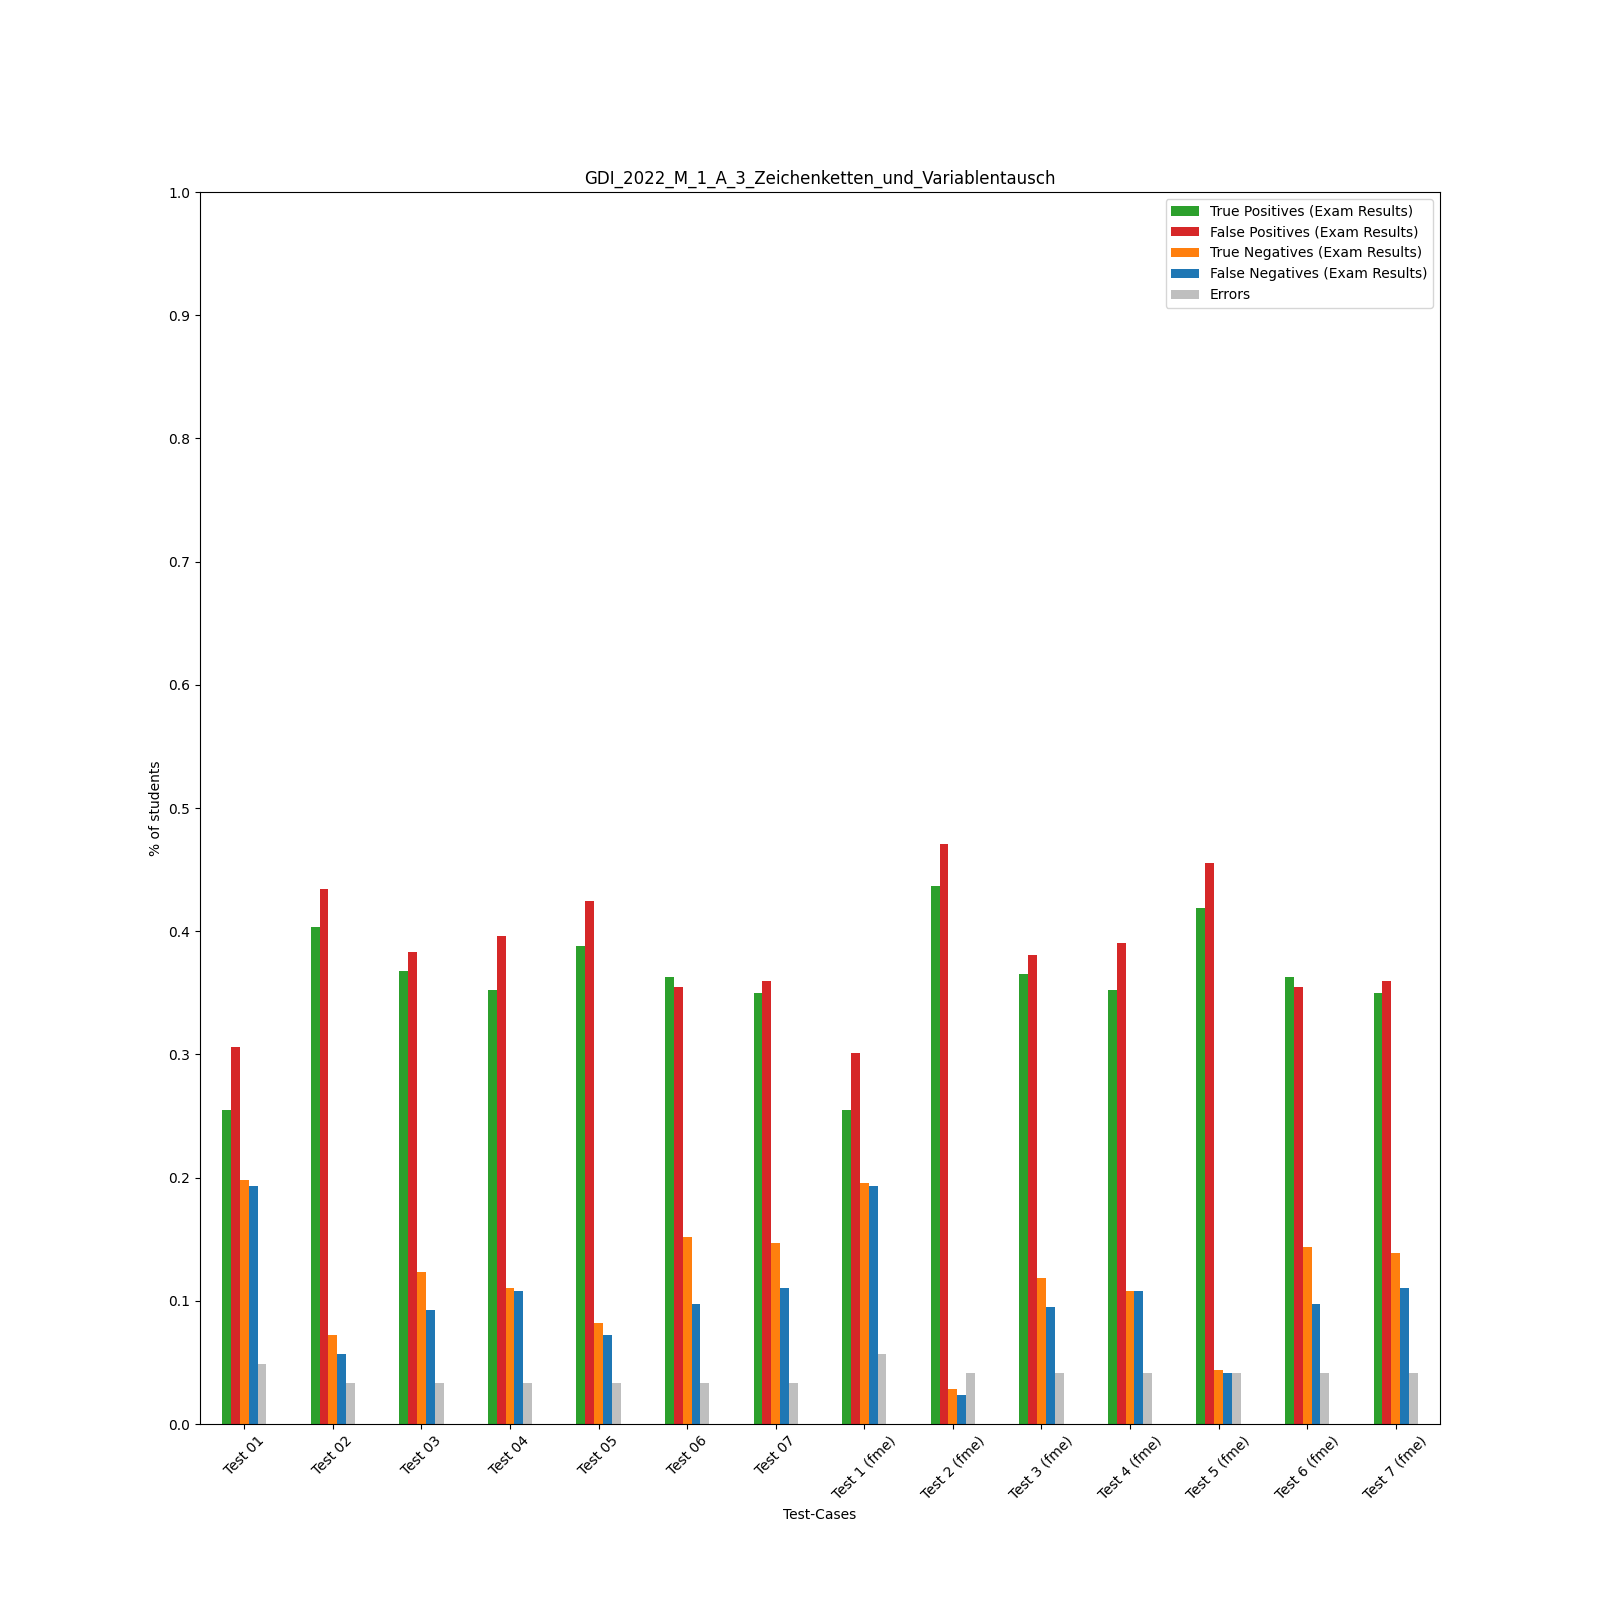 GDI_2022_M_1_A_3_Zeichenketten_und_Variablentausch
True Positives (Exam Results)
False Positives (Exam Results)
True Negatives (Exam Results)
False Negatives (Exam Results)
Errors
% of students
1.0
0.9
0.8
0.7
0.6
0.5
0.4
0.3
0.2
0.1
0.0
Test 01
Test 02
Test 03
Test 04
Test 05
Test 06
Test 07
Test 1 (fme)
Test 2 (fme)
Test 3 (fme)
Test 4 (fme)
Test 5 (fme)
Test 6 (fme)
Test 7 (fme)
Test-Cases